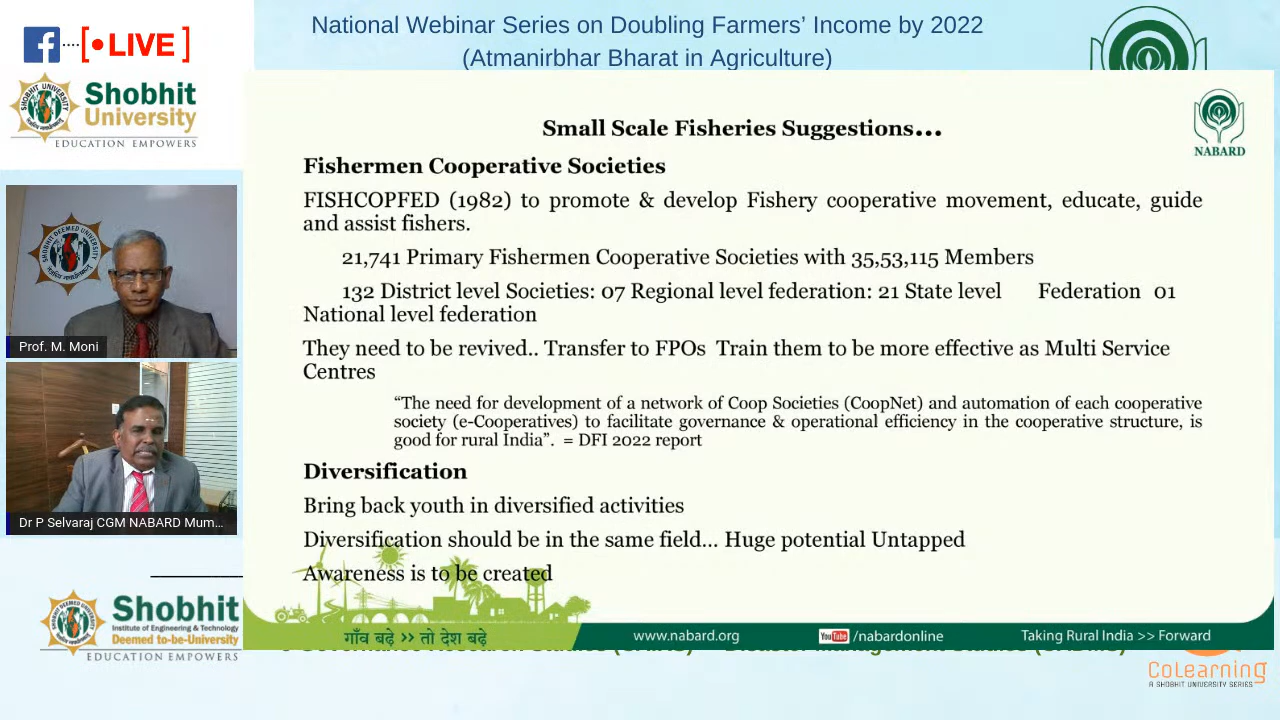 National Webinar Series on Doubling Farmers’ Income by 2022
(Atmanirbhar Bharat in Agriculture)
....[•LIVE]
Shobhit
University
EDUCATION EMPOWERS
Small Scale Fisheries Suggestions...
NABARD
Fishermen Cooperative Societies
FISHCOPFED (1982) to promote & develop Fishery cooperative movement, educate, guide
and assist fishers.
21,741 Primary Fishermen Cooperative Societies with 35,53,115 Members
132 District level Societies: 07 Regional level federation: 21 State level Federation 01
National level federation
They need to be revived.. Transfer to FPOs Train them to be more effective as Multi Service
Centres
“The need for development of a network of Coop Societies (CoopNet) and automation of each cooperative
society (e-Cooperatives) to facilitate governance & operational efficiency in the cooperative structure, is
good for rural India”. = DFI 2022 report
Diversification
Bring back youth in diversified activities
Diversification should be in the same field... Huge potential Untapped
Awareness is to be created
SHOBHIT DEEMED UNIVERSITY
Prof. M. Moni
Dr P Selvaraj CGM NABARD Mum...
Shobhit
Institute of Engineering & Technology
Deemed to-be-University
EDUCATION EMPOWERS
गाँव बढ़े >> तो देश बढ़े
www.nabard.org
YouTube /nabardonline
Taking Rural India >> Forward
CoLearning
A SHOBHIT UNIVERSITY SERIES